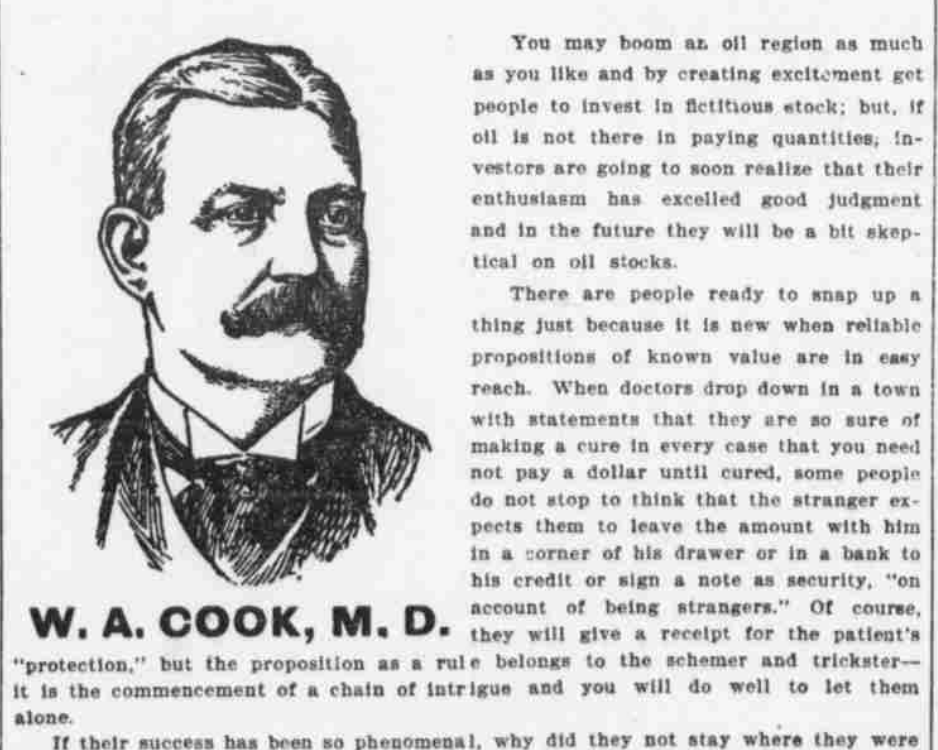 You may boom an oil region as much
as you like and by creating excitement get
people to invest in fictitious stock; but, if
oil is not there in paying quantities, in-
vestors are going to soon realize that their
enthusiasm has excelled good judgment
and in the future they will be a bit skep-
tical on oil stocks.
There are people ready to snap up a
thing just because it is new when reliable
propositions of known value are in easy
reach. When doctors drop down in a town
with statements that they are so sure of
making a cure in every case that you need
not pay a dollar until cured, some people
do not stop to think that the stranger ex-
pects them to leave the amount with him
in a corner of his drawer or in a bank to
his credit or sign a note as security, "on
account of being strangers." Of course,
they will give a receipt for the patient's
W. A. COOK, M. D.
"protection," but the proposition as a rule belongs to the schemer and trickster—
it is the commencement of a chain of intrigue and you will do well to let them
alone.
If their success has been so phenomenal, why did they not stay where they were